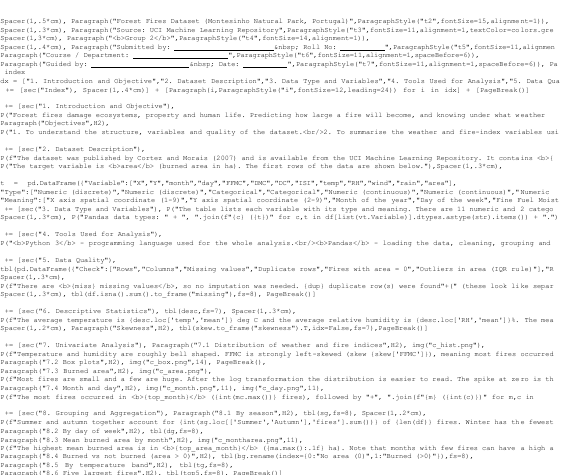 Spacer(1,.5*cm), Paragraph("Forest Fires Dataset (Montesinho Natural Park, Portugal)",ParagraphStyle("t2",fontSize=15,alignment=1)),
Spacer(1,.3*cm), Paragraph("Source: UCI Machine Learning Repository",ParagraphStyle("t3",fontSize=11,alignment=1,textColor=colors.gre
Spacer(1,3*cm), Paragraph("<b>Group 2</b>",ParagraphStyle("t4",fontSize=14,alignment=1)),
Spacer(1,.4*cm), Paragraph("Submitted by: ____________________&nbsp; Roll No: __________",ParagraphStyle("t5",fontSize=11,alignmen
Paragraph("Course / Department: ____________________",ParagraphStyle("t6",fontSize=11,alignment=1,spaceBefore=6)),
Paragraph("Guided by: ____________________&nbsp; Date: __________",ParagraphStyle("t7",fontSize=11,alignment=1,spaceBefore=6)), Pa
index
dx = ["1. Introduction and Objective","2. Dataset Description","3. Data Type and Variables","4. Tools Used for Analysis","5. Data Qua
+= [sec("Index"), Spacer(1,.4*cm)] + [Paragraph(i,ParagraphStyle("i",fontSize=12,leading=24)) for i in idx] + [PageBreak()]
+= [sec("1. Introduction and Objective"),
P("Forest fires damage ecosystems, property and human life. Predicting how large a fire will become, and knowing under what weather
Paragraph("Objectives",H2),
P("1. To understand the structure, variables and quality of the dataset.<br/>2. To summarise the weather and fire-index variables usi
+= [sec("2. Dataset Description"),
P(f"The dataset was published by Cortez and Morais (2007) and is available from the UCI Machine Learning Repository. It contains <b>{
P("The target variable is <b>area</b> (burned area in ha). The first rows of the data are shown below."),Spacer(1,.3*cm),
t = pd.DataFrame({"Variable":["X","Y","month","day","FFMC","DMC","DC","ISI","temp","RH","wind","rain","area"],
"Type":["Numeric (discrete)","Numeric (discrete)","Categorical","Categorical","Numeric (continuous)","Numeric (continuous)","Numeric
"Meaning":["X axis spatial coordinate (1-9)","Y axis spatial coordinate (2-9)","Month of the year","Day of the week","Fine Fuel Moist
+= [sec("3. Data Type and Variables"), P("The table lists each variable with its type and meaning. There are 11 numeric and 2 catego
Spacer(1,.3*cm), P("Pandas data types: " + ", ".join(f"{c} ({t})" for c,t in df[list(vt.Variable)].dtypes.astype(str).items()) + ".")
+= [sec("4. Tools Used for Analysis"),
P("<b>Python 3</b> - programming language used for the whole analysis.<br/><b>Pandas</b> - loading the data, cleaning, grouping and
+= [sec("5. Data Quality"),
tbl(pd.DataFrame({"Check":["Rows","Columns","Missing values","Duplicate rows","Fires with area = 0","Outliers in area (IQR rule)"],"R
Spacer(1,.3*cm),
P(f"There are <b>{miss} missing values</b>, so no imputation was needed. {dup} duplicate row(s) were found"+(" (these look like separ
Spacer(1,.3*cm), tbl(df.isna().sum().to_frame("missing"),fs=8), PageBreak()]
+= [sec("6. Descriptive Statistics"), tbl(desc,fs=7), Spacer(1,.3*cm),
P(f"The average temperature is {desc.loc['temp','mean']} deg C and the average relative humidity is {desc.loc['RH','mean']}%. The mea
Spacer(1,.2*cm), Paragraph("Skewness",H2), tbl(skew.to_frame("skewness").T,idx=False,fs=7),PageBreak()]
+= [sec("7. Univariate Analysis"), Paragraph("7.1 Distribution of weather and fire indices",H2), img("c_hist.png"),
P(f"Temperature and humidity are roughly bell shaped. FFMC is strongly left-skewed (skew {skew['FFMC']}), meaning most fires occurred
Paragraph("7.2 Box plots",H2), img("c_box.png",14), PageBreak(),
Paragraph("7.3 Burned area",H2), img("c_area.png"),
P(f"Most fires are small and a few are huge. After the log transformation the distribution is easier to read. The spike at zero is th
Paragraph("7.4 Month and day",H2), img("c_month.png",11), img("c_day.png",11),
P(f"The most fires occurred in <b>{top_month}</b> ({int(mc.max())} fires), followed by "+", ".join(f"{m} ({int(c)})" for m,c in
+= [sec("8. Grouping and Aggregation"), Paragraph("8.1 By season",H2), tbl(sg,fs=8), Spacer(1,.2*cm),
P(f"Summer and autumn together account for {int(sg.loc[['Summer','Autumn'],'fires'].sum())} of {len(df)} fires. Winter has the fewest
Paragraph("8.2 By day of week",H2), tbl(dg,fs=8),
Paragraph("8.3 Mean burned area by month",H2), img("c_montharea.png",11),
P(f"The highest mean burned area is in <b>{top_area_month}</b> ({ma.max():.1f} ha). Note that months with few fires can have a high a
Paragraph("8.4 Burned vs not burned (area > 0)",H2), tbl(bg.rename(index={0:"No area (0)",1:"Burned (>0)"}),fs=8),
Paragraph("8.5 By temperature band",H2), tbl(tg,fs=8),
Paragraph("8.6 Five largest fires",H2), tbl(top5,fs=8), PageBreak()]